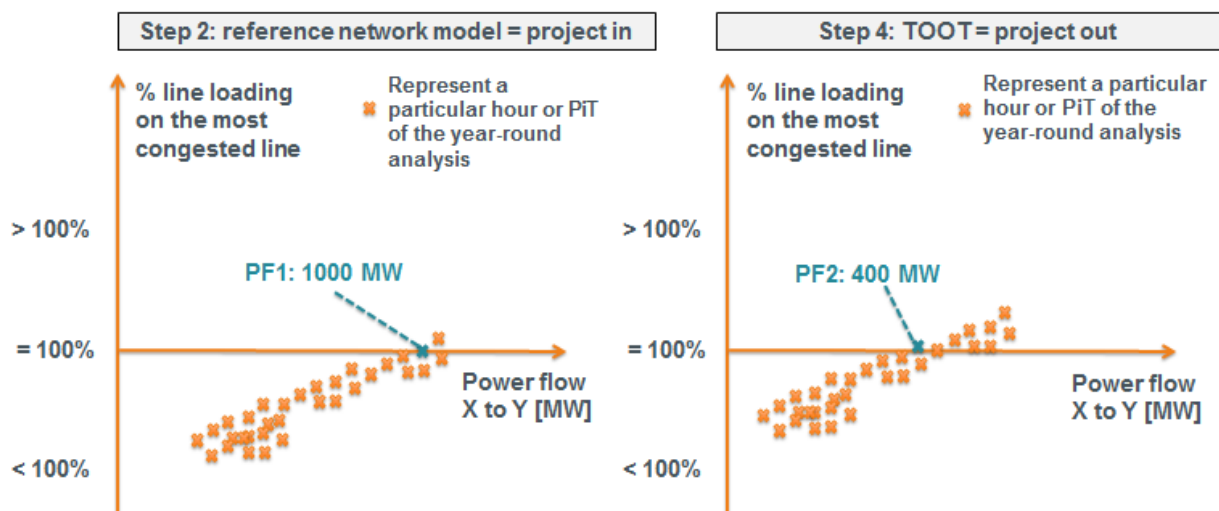 Step 2: reference network model = project in
% line loading
on the most
congested line
Represent a
particular hour or PiT
of the year-round
analysis
> 100%
PF1: 1000 MW
= 100%
Power flow
X to Y [MW]
< 100%
Step 4: TOOT = project out
% line loading
on the most
congested line
Represent a particular
hour or PiT of the
year-round analysis
> 100%
PF2: 400 MW
= 100%
Power flow
X to Y [MW]
< 100%